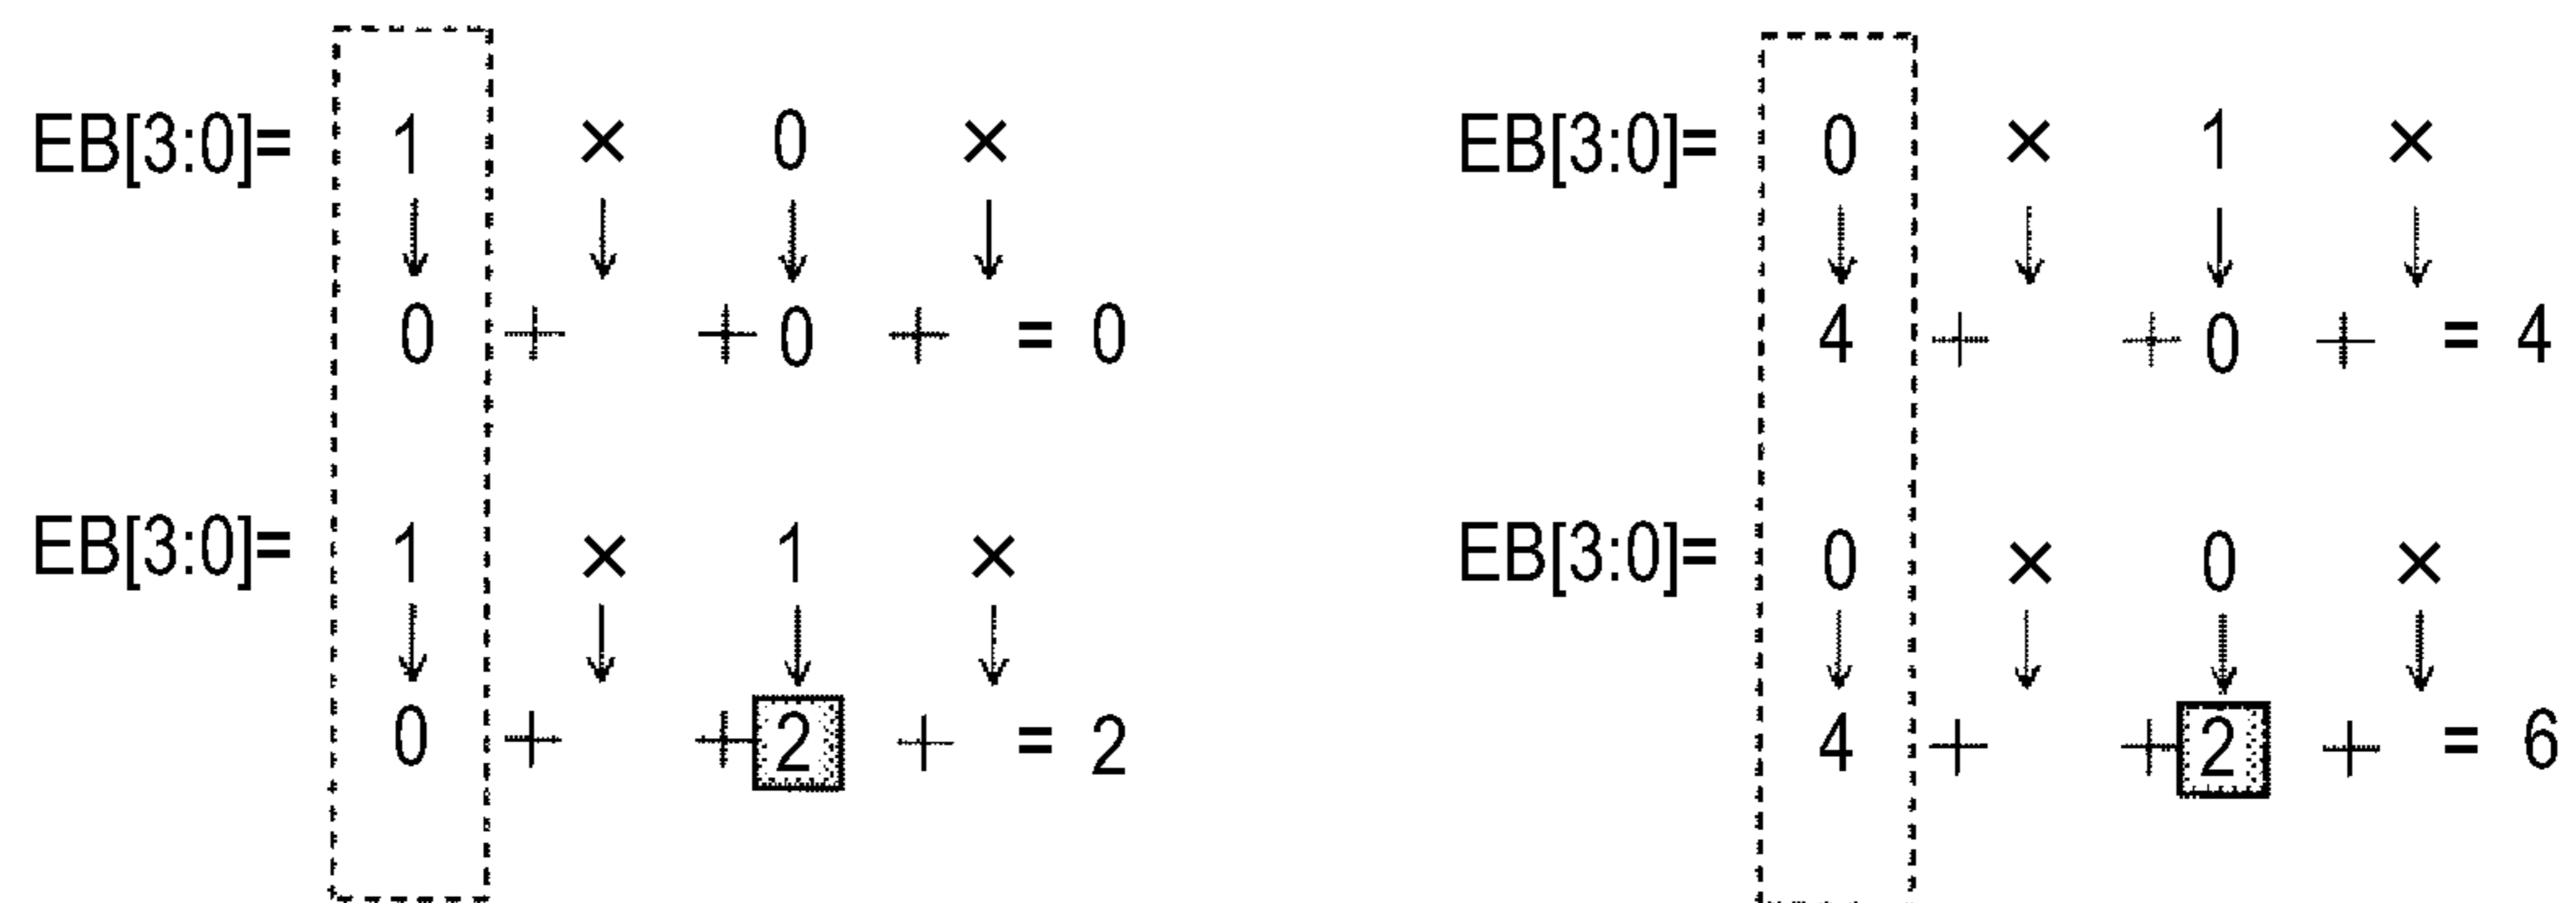 EB[3:0]= 1 × 0 ×
↓ ↓ ↓ ↓
0 + + 0 + = 0
EB[3:0]= 1 × 1 ×
↓ ↓ ↓ ↓
0 + + 2 + = 2
EB[3:0]= 0 × 1 ×
↓ ↓ ↓ ↓
4 + + 0 + = 4
EB[3:0]= 0 × 0 ×
↓ ↓ ↓ ↓
4 + + 2 + = 6